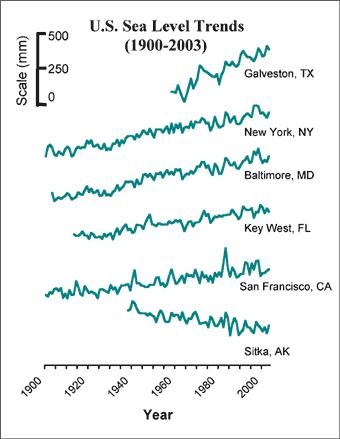 U.S. Sea Level Trends
(1900-2003)
Scale (mm)
500
250
0
Galveston, TX
New York, NY
Baltimore, MD
Key West, FL
San Francisco, CA
Sitka, AK
1900
1920
1940
1960
1980
2000
Year